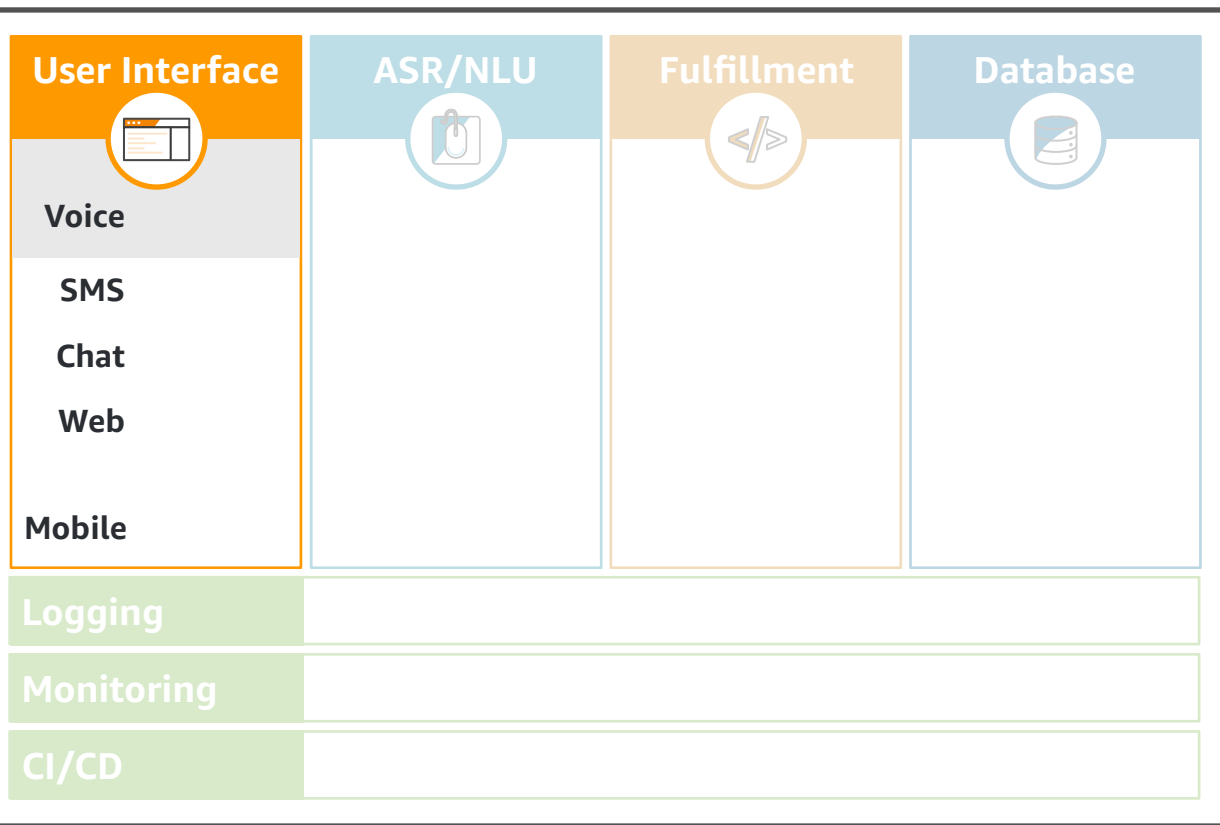 User Interface
ASR/NLU
Fulfillment
Database
</>
Voice
SMS
Chat
Web
Mobile
Logging
Monitoring
CI/CD